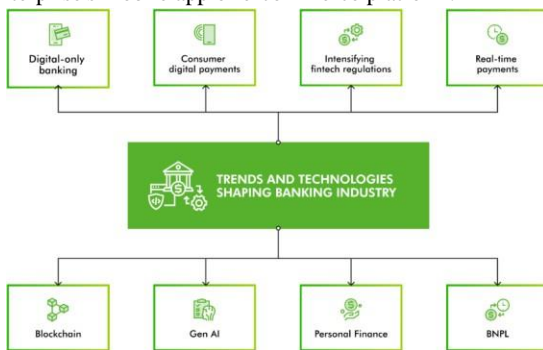 Digital-only
banking
Consumer
digital payments
Intensifying
fintech regulations
Real-time
payments
TRENDS AND TECHNOLOGIES
SHAPING BANKING INDUSTRY
Blockchain
Gen AI
Personal Finance
BNPL